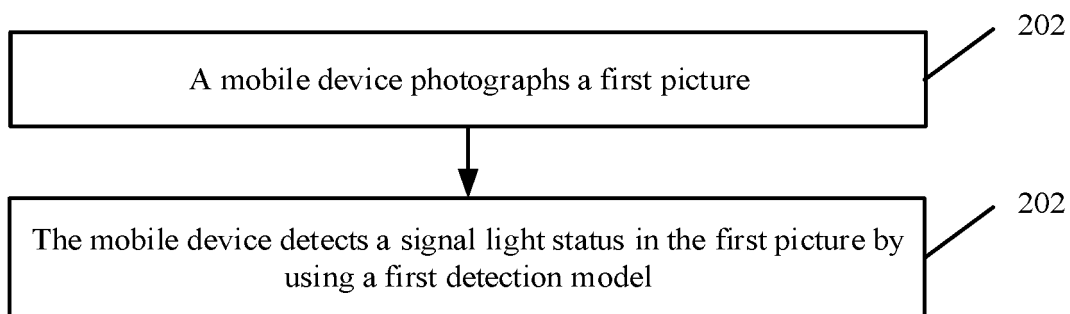 202
A mobile device photographs a first picture
202
The mobile device detects a signal light status in the first picture by
using a first detection model